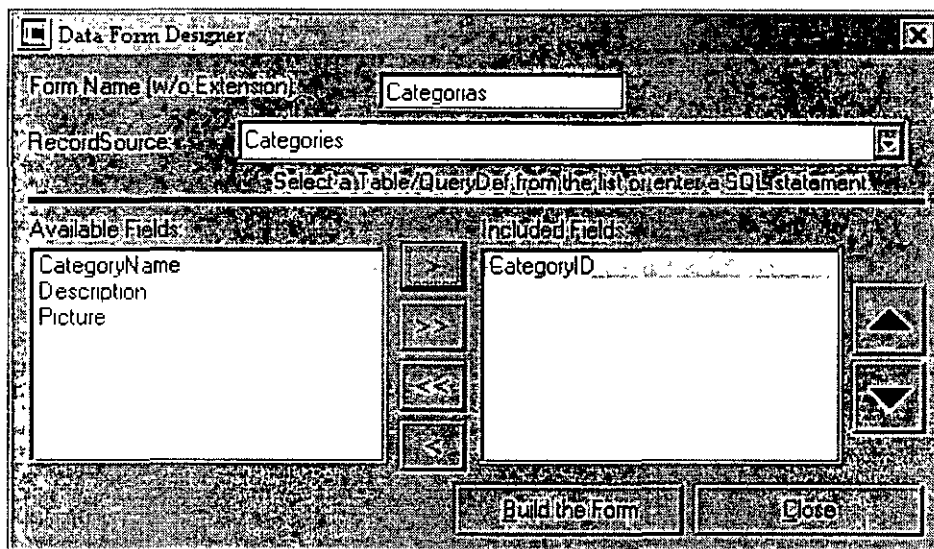 Data Form Designer
Form Name (w/o Extension): Categorias
RecordSource: Categories
Select a Table/QueryDef from the list or enter a SQL statement.
Available Fields:
CategoryName
Description
Picture
>
>>
<<
<
Included Fields:
CategoryID
Build the Form
Close